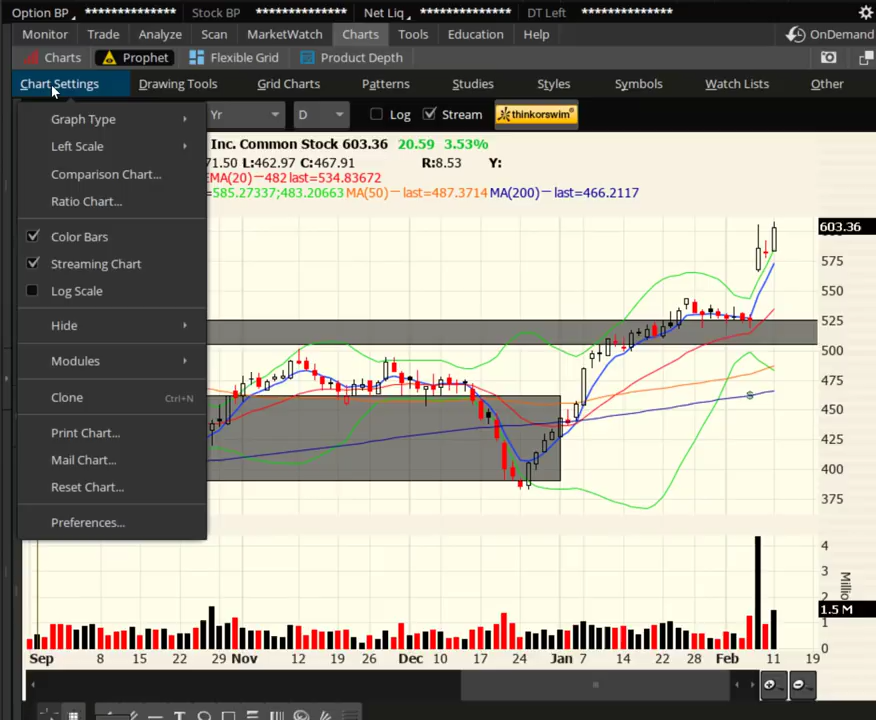 Option BP ************** Stock BP ************** Net Liq ************** DT Left **************
Monitor Trade Analyze Scan MarketWatch Charts Tools Education Help OnDemand
Charts Prophet Flexible Grid Product Depth
Chart Settings Drawing Tools Grid Charts Patterns Studies Styles Symbols Watch Lists Other
Yr D Log Stream thinkorswim
Graph Type
Left Scale
Comparison Chart...
Ratio Chart...
Color Bars
Streaming Chart
Log Scale
Hide
Modules
Clone Ctrl+N
Print Chart...
Mail Chart...
Reset Chart...
Preferences...
Inc. Common Stock 603.36 20.59 3.53%
71.50 L:462.97 C:467.91 R:8.53 Y:
EMA(20)—482 last=534.83672
=585.27337;483.20663 MA(50)—last=487.3714 MA(200)—last=466.2117
603.36
575
550
525
500
475
450
425
400
375
S
4
3
2
1.5 M
0
Millio
Sep 8 15 22 29 Nov 12 19 26 Dec 10 17 24 Jan 7 14 22 28 Feb 11 19
T